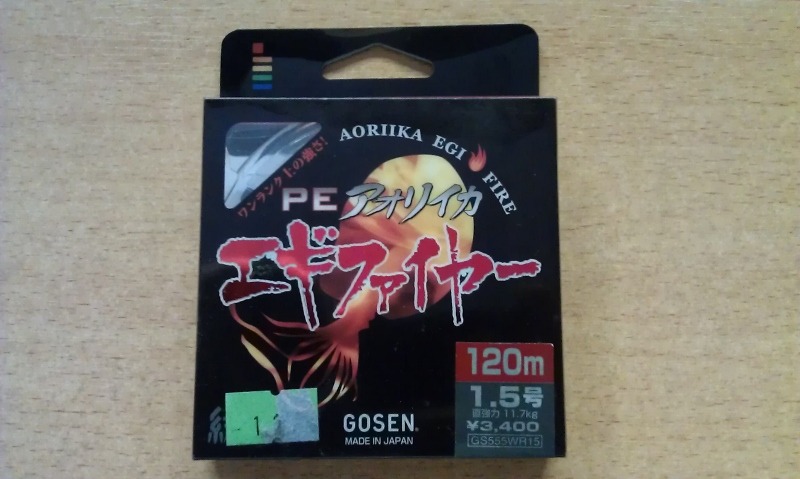 AORIIKA EGI FIRE
ワンランク上の強さ!
PE アオリイカ
エギファイヤー
120m
1.5号
直強力 11.7kg
¥3,400
GS555WR15
GOSEN®
MADE IN JAPAN